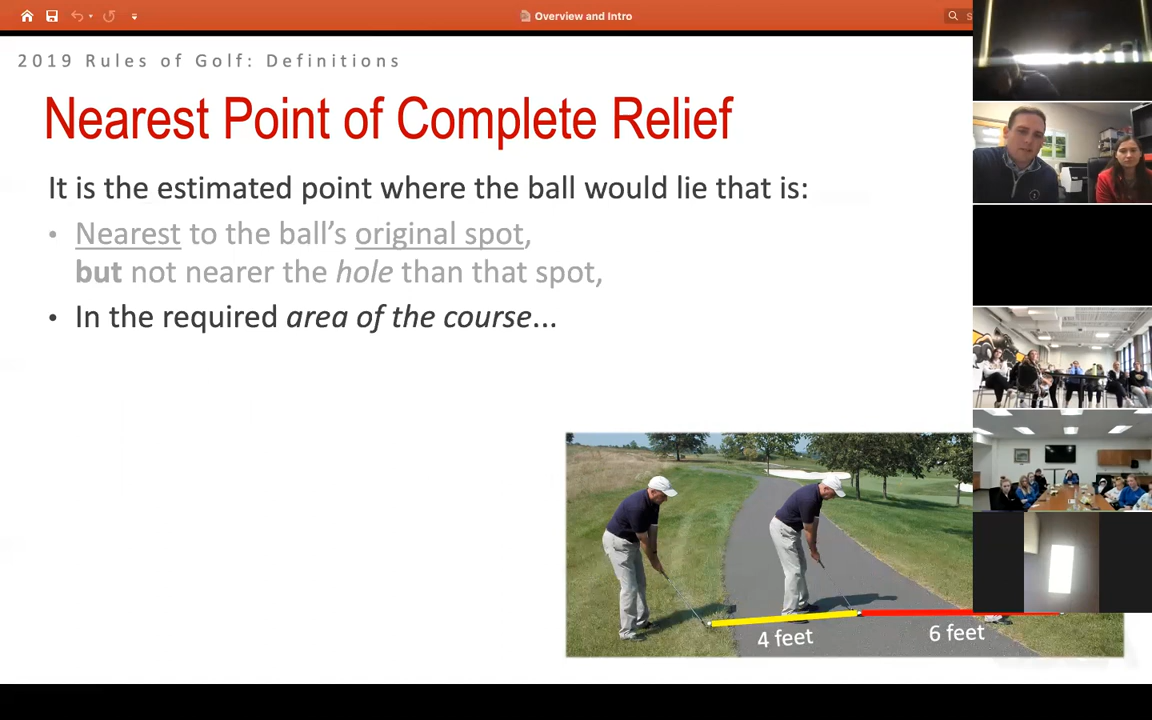 Overview and Intro
2019 Rules of Golf: Definitions
Nearest Point of Complete Relief
It is the estimated point where the ball would lie that is:
• Nearest to the ball’s original spot,
but not nearer the hole than that spot,
• In the required area of the course...
4 feet
6 feet